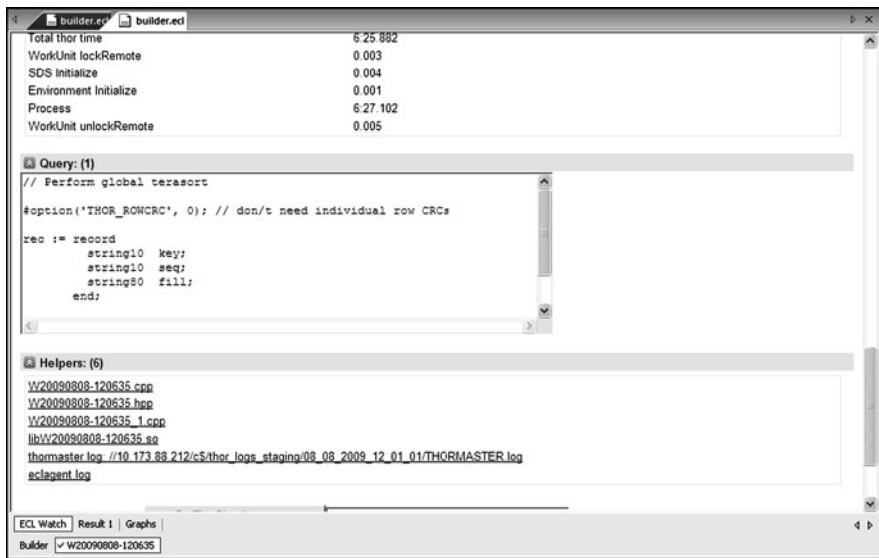 builder.ecl builder.ecl
Total thor time 6:25.882
WorkUnit lockRemote 0.003
SDS Initialize 0.004
Environment Initialize 0.001
Process 6:27.102
WorkUnit unlockRemote 0.005
Query: (1)
// Perform global terasort
#option('THOR_ROWCRC', 0); // don/t need individual row CRCs
rec := record
string10 key;
string10 seq;
string80 fill;
end;
Helpers: (6)
W20090808-120635.cpp
W20090808-120635.hpp
W20090808-120635_1.cpp
libW20090808-120635.so
thormaster.log: //10.173.88.212/c$/thor_logs_staging/08_08_2009_12_01_01/THORMASTER.log
eclagent.log
ECL Watch Result 1 Graphs
Builder W20090808-120635